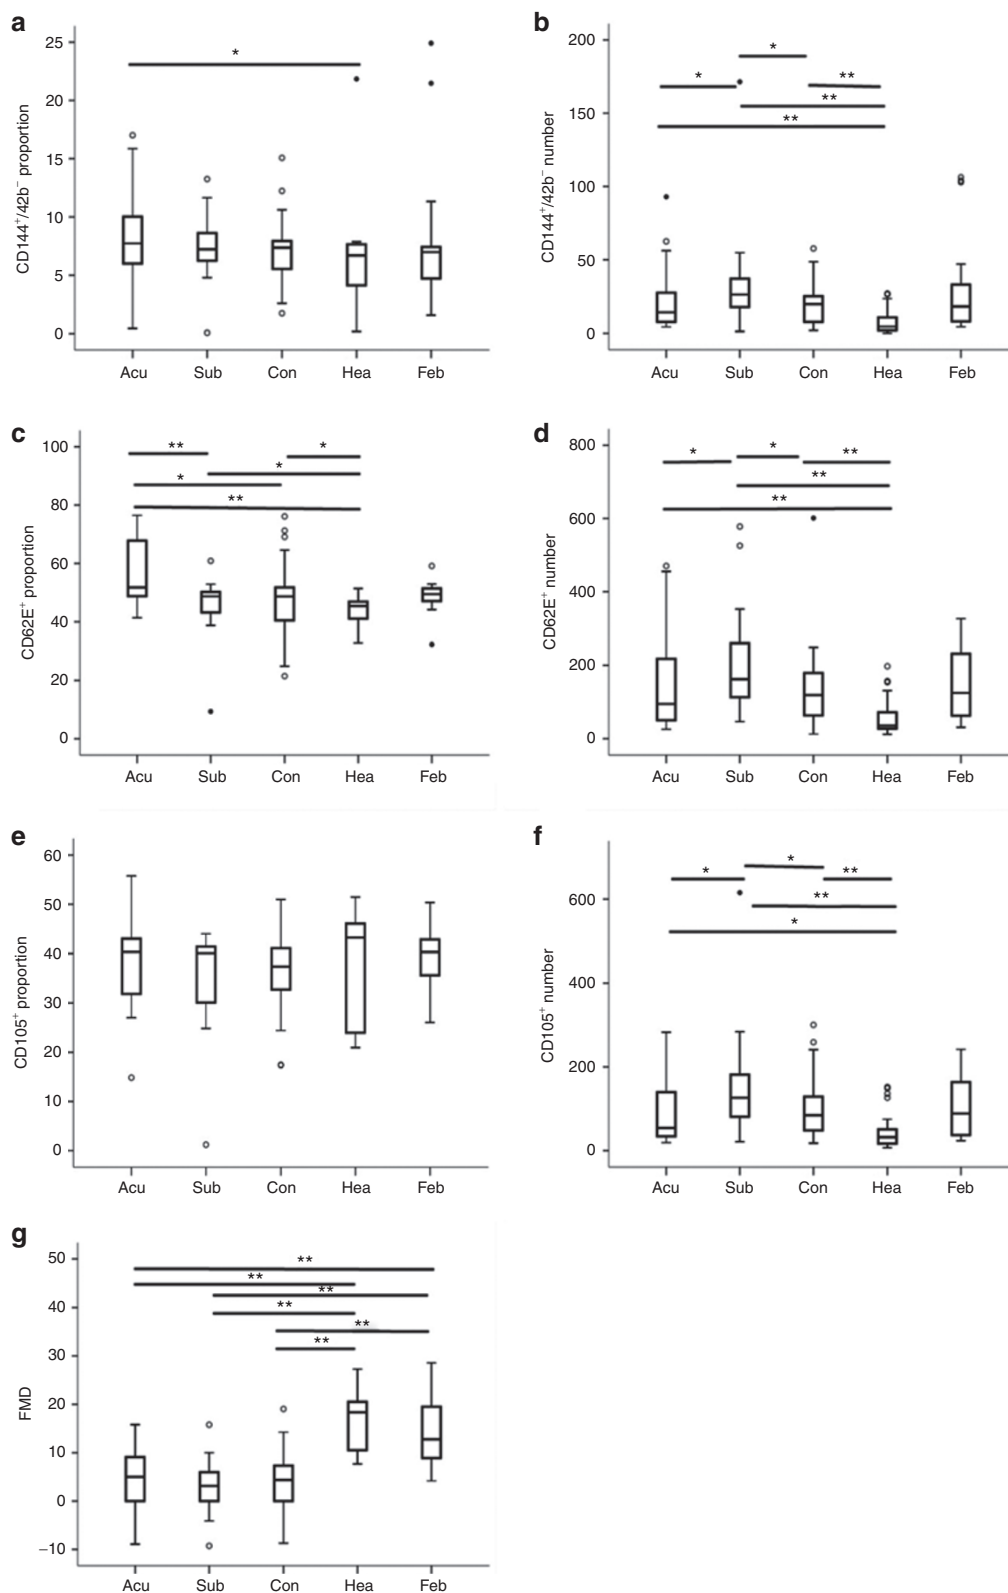 a
CD144+/42b− proportion
25
20
15
10
5
0
*
Acu Sub Con Hea Feb
b
CD144+/42b− number
200
150
100
50
0
*
* **
**
**
Acu Sub Con Hea Feb
c
CD62E+ proportion
100
80
60
40
20
0
** *
*
*
**
Acu Sub Con Hea Feb
d
CD62E+ number
800
600
400
200
0
* * **
**
**
Acu Sub Con Hea Feb
e
CD105+ proportion
60
50
40
30
20
10
0
Acu Sub Con Hea Feb
f
CD105+ number
600
400
200
0
*
* **
**
*
Acu Sub Con Hea Feb
g
FMD
50
40
30
20
10
0
−10
**
**
**
**
**
**
Acu Sub Con Hea Feb